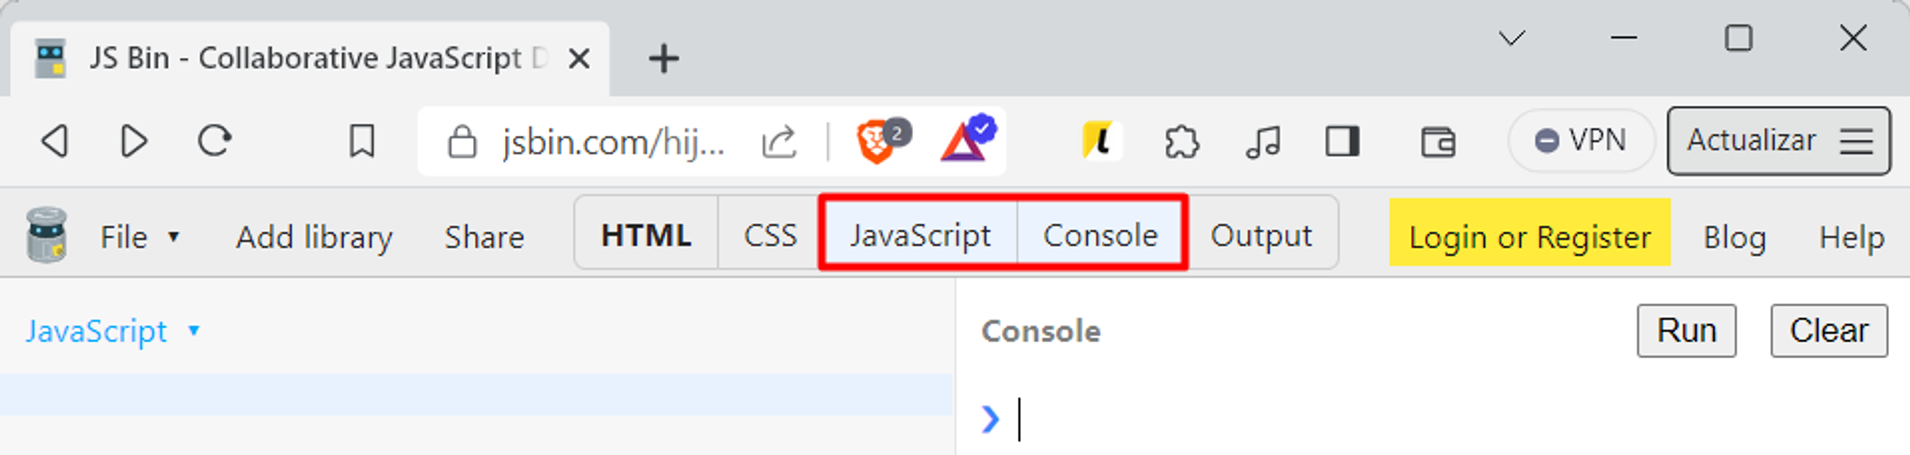 JS Bin - Collaborative JavaScript D
jsbin.com/hij... 2 VPN Actualizar
File Add library Share HTML CSS JavaScript Console Output Login or Register Blog Help
JavaScript Console Run Clear